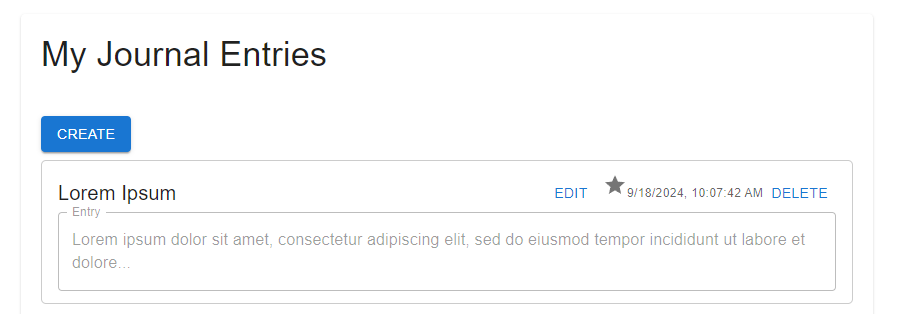 My Journal Entries
CREATE
Lorem Ipsum EDIT 9/18/2024, 10:07:42 AM DELETE
Entry
Lorem ipsum dolor sit amet, consectetur adipiscing elit, sed do eiusmod tempor incididunt ut labore et
dolore...